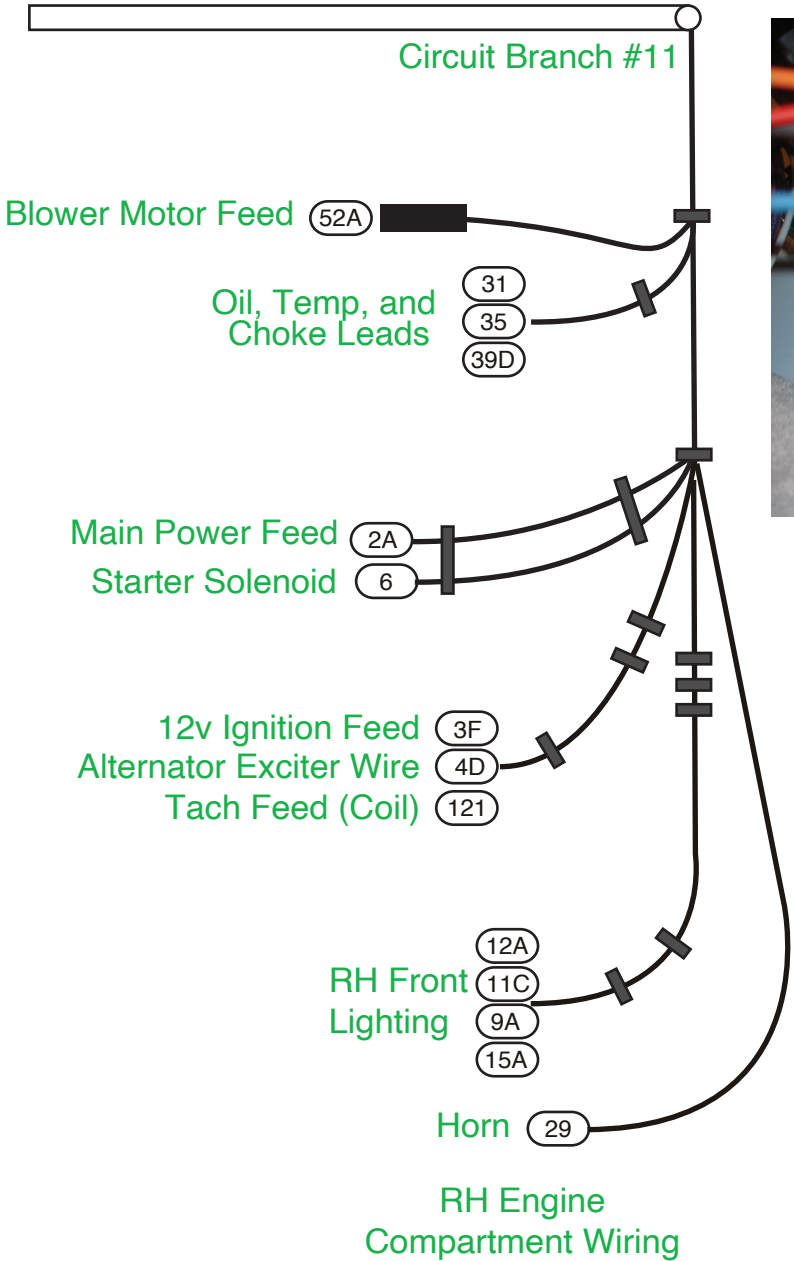 Circuit Branch #11
Blower Motor Feed 52A
31
Oil, Temp, and
35
Choke Leads
39D
Main Power Feed 2A
Starter Solenoid 6
12v Ignition Feed 3F
Alternator Exciter Wire 4D
Tach Feed (Coil) 121
12A
RH Front 11C
Lighting 9A
15A
Horn 29
RH Engine
Compartment Wiring